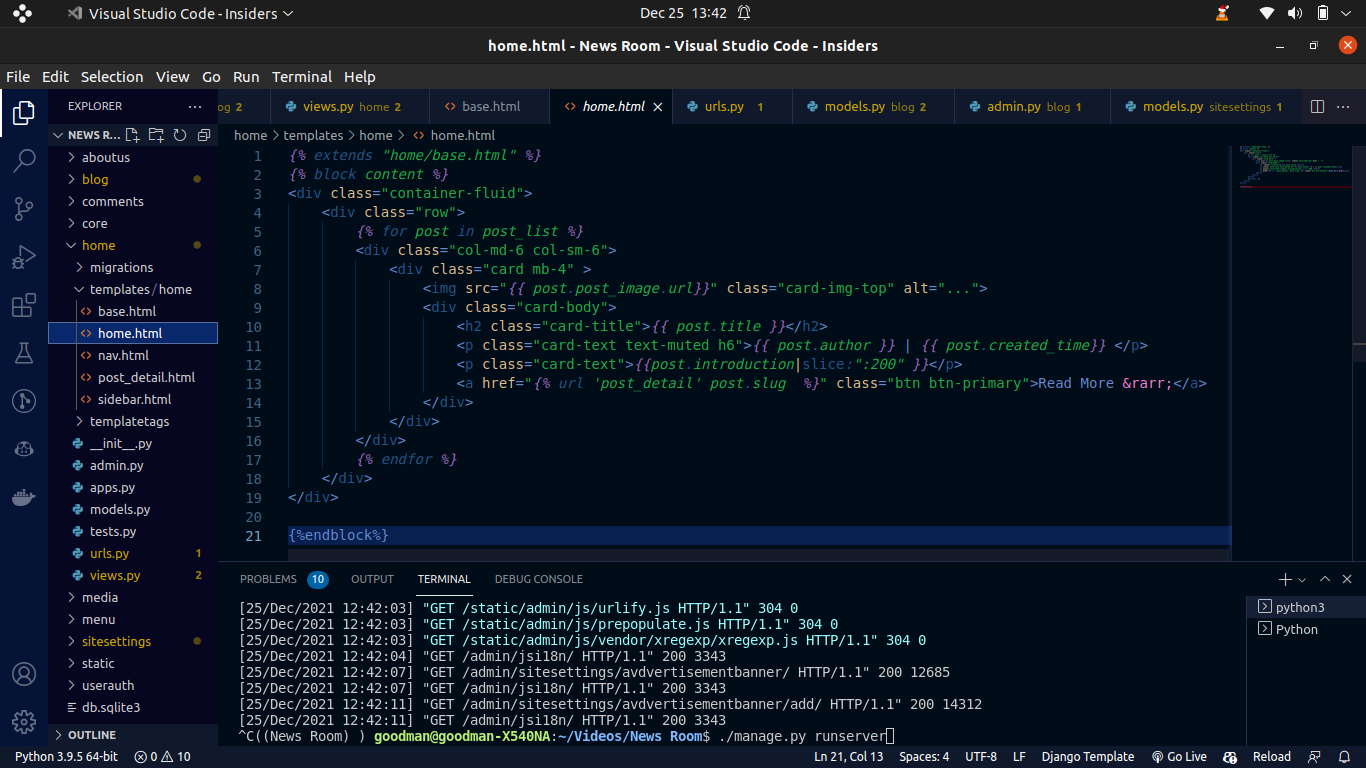 Visual Studio Code - Insiders
Dec 25 13:42
home.html - News Room - Visual Studio Code - Insiders
File Edit Selection View Go Run Terminal Help
EXPLORER ...
og 2 views.py home 2 base.html home.html urls.py 1 models.py blog 2 admin.py blog 1 models.py sitesettings 1 ...
NEWS R...
home > templates > home > home.html
aboutus
blog
comments
core
home
migrations
templates/home
base.html
home.html
nav.html
post_detail.html
sidebar.html
templatetags
__init__.py
admin.py
apps.py
models.py
tests.py
urls.py 1
views.py 2
media
menu
sitesettings
static
userauth
db.sqlite3
OUTLINE
1 {% extends "home/base.html" %}
2 {% block content %}
3 <div class="container-fluid">
4 <div class="row">
5 {% for post in post_list %}
6 <div class="col-md-6 col-sm-6">
7 <div class="card mb-4" >
8 <img src="{{ post.post_image.url}}" class="card-img-top" alt="...">
9 <div class="card-body">
10 <h2 class="card-title">{{ post.title }}</h2>
11 <p class="card-text text-muted h6">{{ post.author }} | {{ post.created_time}} </p>
12 <p class="card-text">{{post.introduction|slice:":200" }}</p>
13 <a href="{% url 'post_detail' post.slug  %}" class="btn btn-primary">Read More &rarr;</a>
14 </div>
15 </div>
16 </div>
17 {% endfor %}
18 </div>
19 </div>
20
21 {%endblock%}
PROBLEMS 10 OUTPUT TERMINAL DEBUG CONSOLE
[25/Dec/2021 12:42:03] "GET /static/admin/js/urlify.js HTTP/1.1" 304 0
[25/Dec/2021 12:42:03] "GET /static/admin/js/prepopulate.js HTTP/1.1" 304 0
[25/Dec/2021 12:42:03] "GET /static/admin/js/vendor/xregexp/xregexp.js HTTP/1.1" 304 0
[25/Dec/2021 12:42:04] "GET /admin/jsi18n/ HTTP/1.1" 200 3343
[25/Dec/2021 12:42:07] "GET /admin/sitesettings/avdvertisementbanner/ HTTP/1.1" 200 12685
[25/Dec/2021 12:42:07] "GET /admin/jsi18n/ HTTP/1.1" 200 3343
[25/Dec/2021 12:42:11] "GET /admin/sitesettings/avdvertisementbanner/add/ HTTP/1.1" 200 14312
[25/Dec/2021 12:42:11] "GET /admin/jsi18n/ HTTP/1.1" 200 3343
^C((News Room) ) goodman@goodman-X540NA:~/Videos/News Room$ ./manage.py runserver
python3
Python
Python 3.9.5 64-bit 0 10 Ln 21, Col 13 Spaces: 4 UTF-8 LF Django Template Go Live Reload